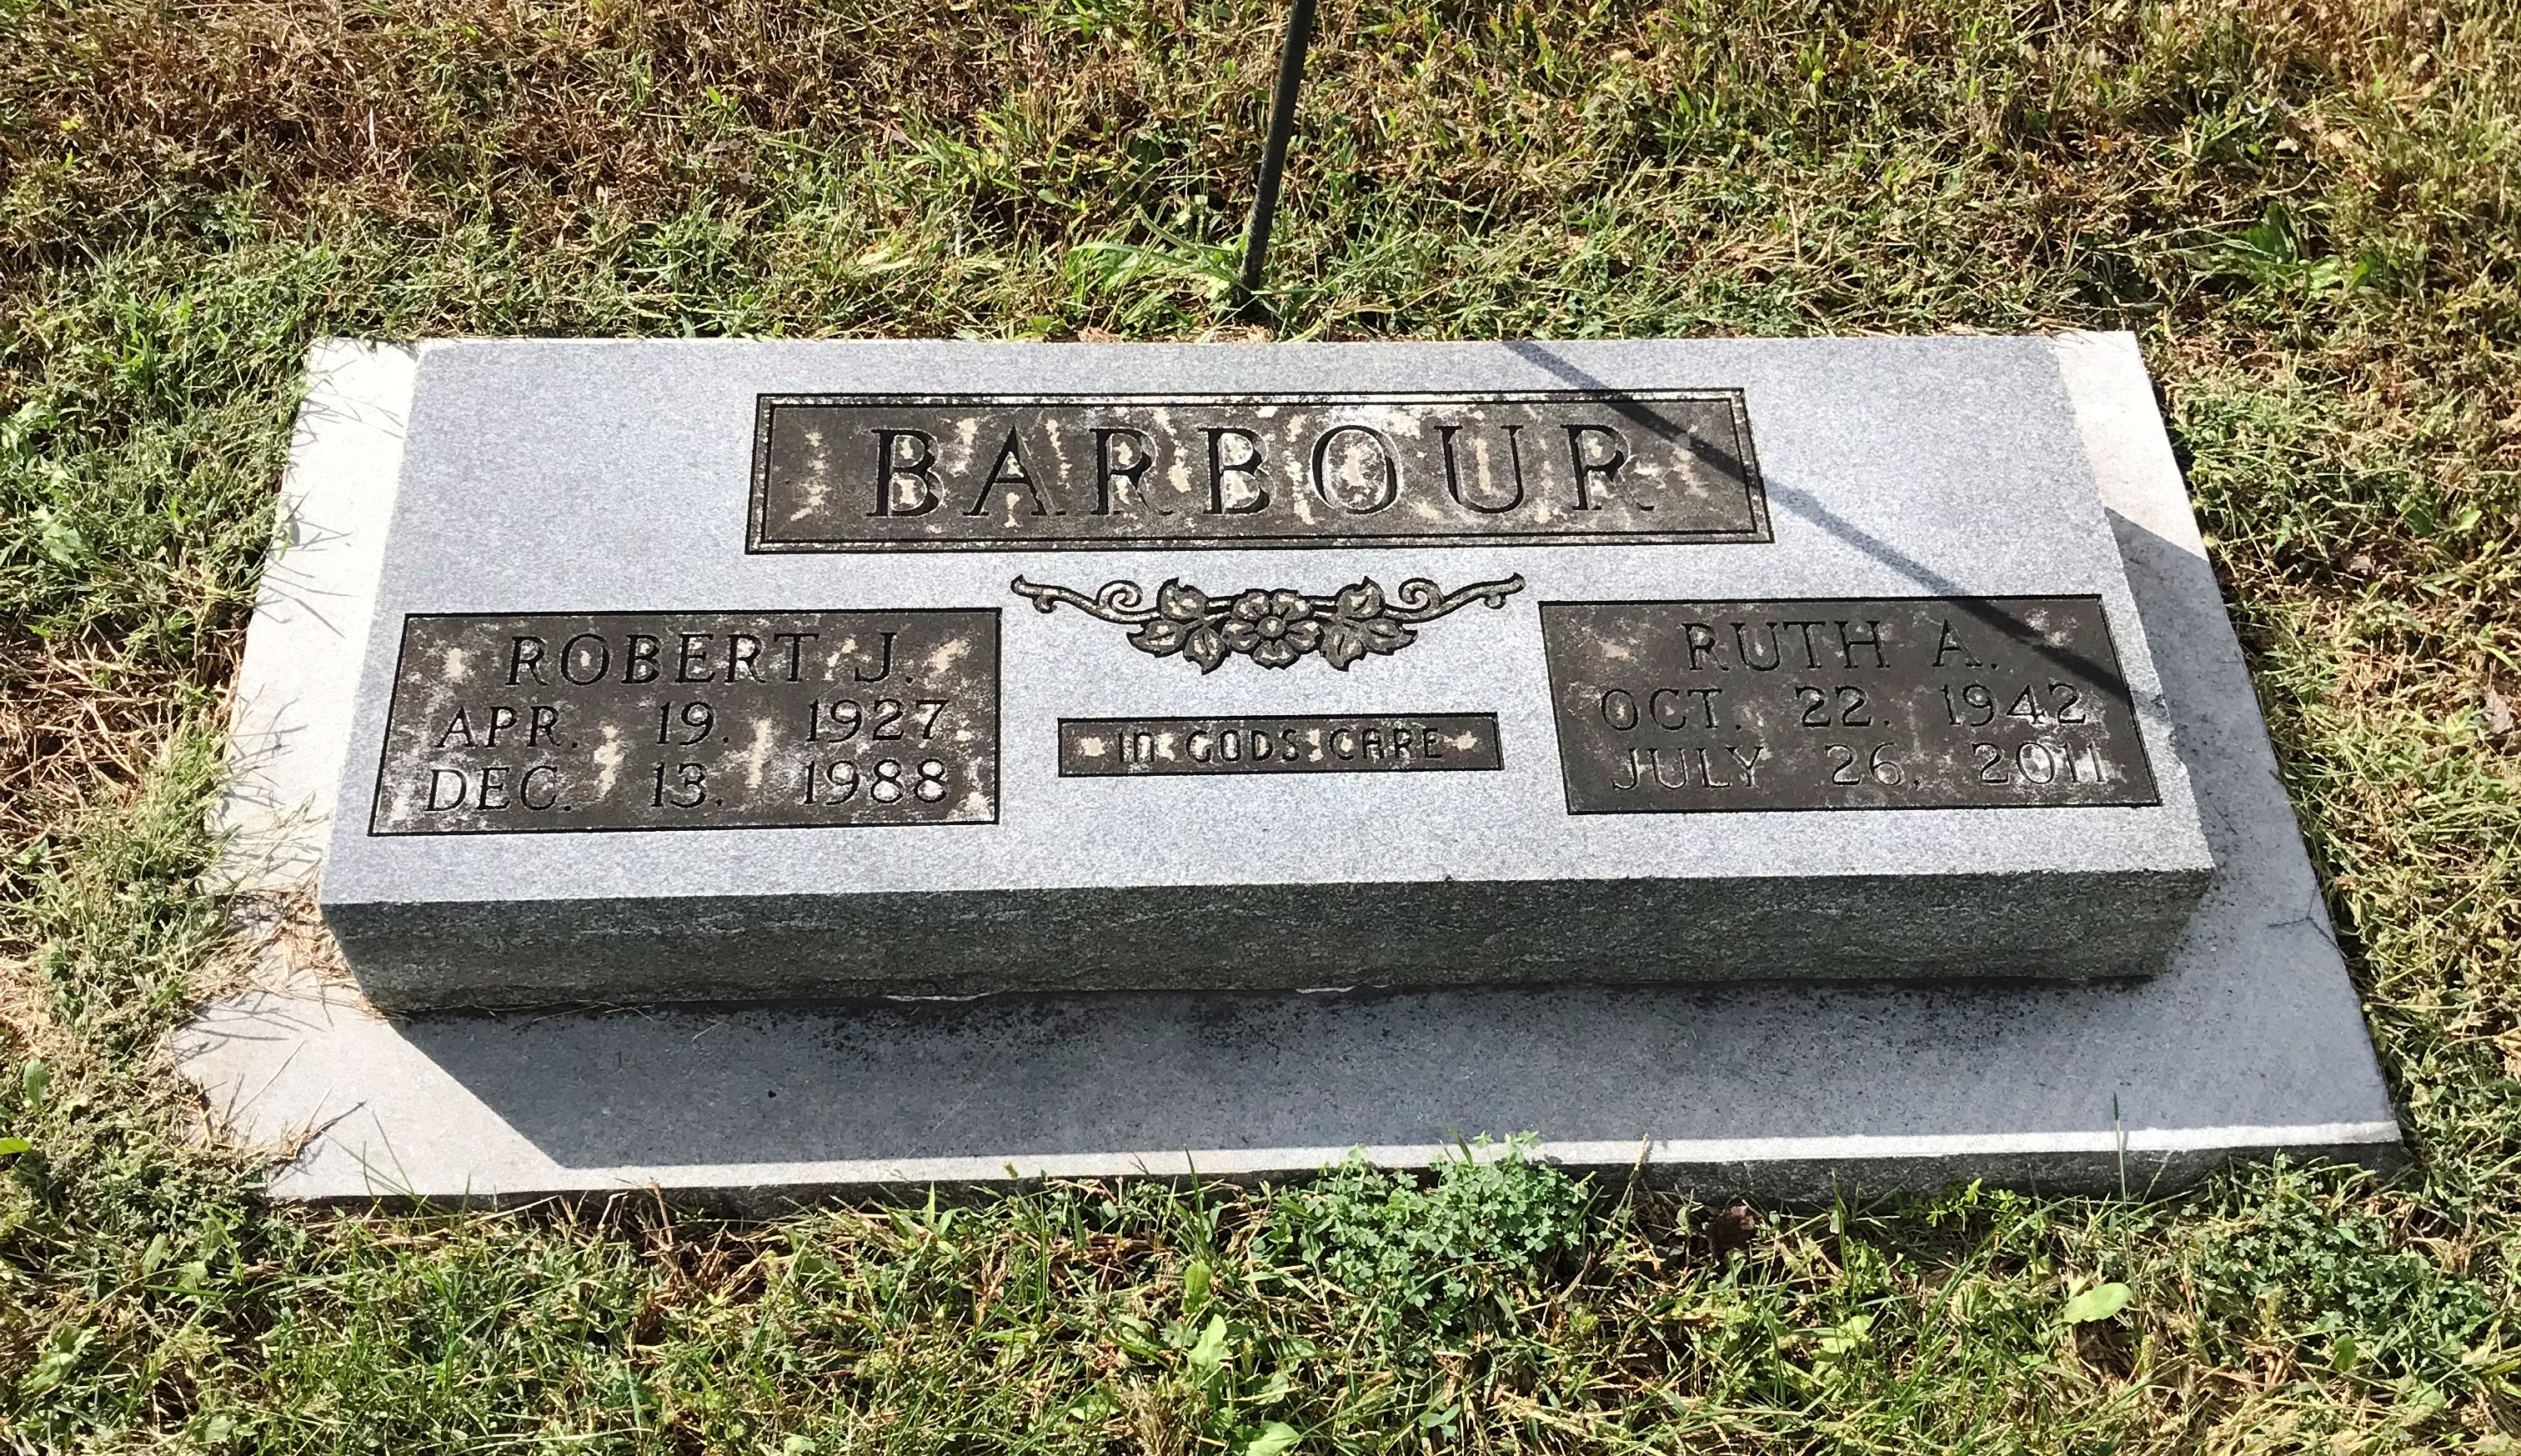 BARBOUR
ROBERT J.
APR. 19. 1927
DEC. 13. 1988
IN GODS CARE
RUTH A.
OCT. 22. 1942
JULY 26, 2011